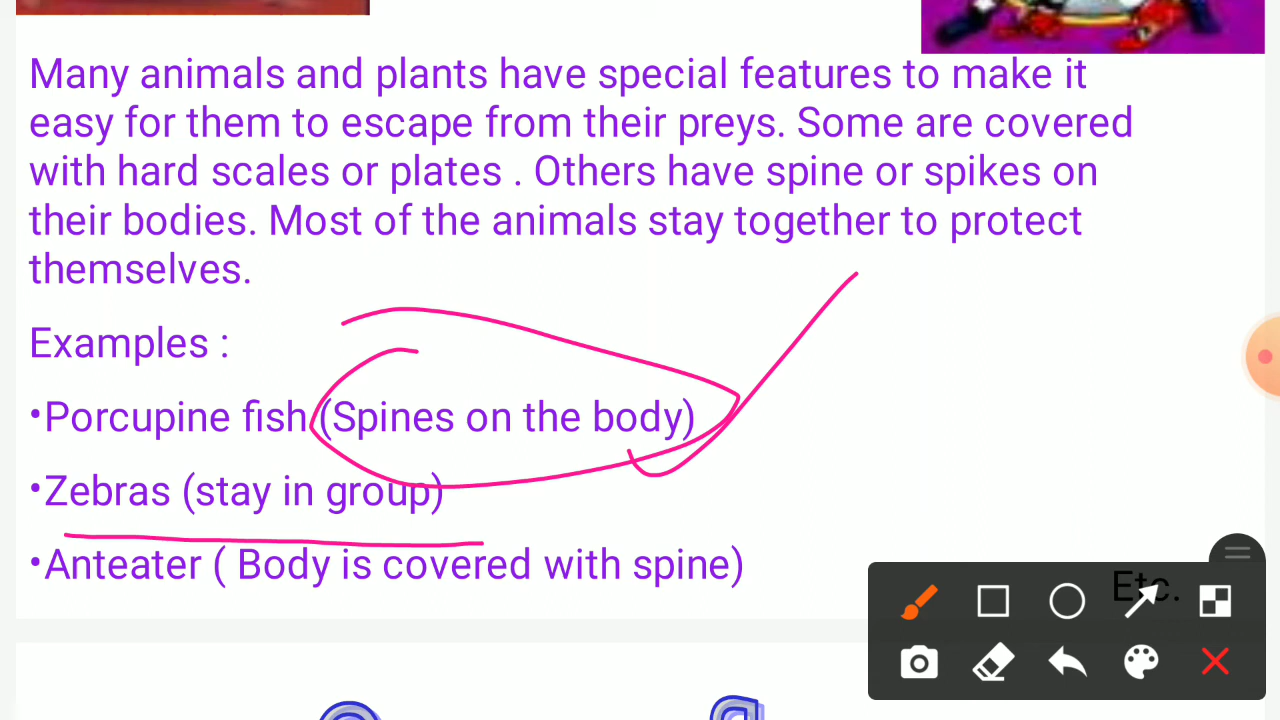 Many animals and plants have special features to make it
easy for them to escape from their preys. Some are covered
with hard scales or plates . Others have spine or spikes on
their bodies. Most of the animals stay together to protect
themselves.
Examples :
•Porcupine fish (Spines on the body)
•Zebras (stay in group)
•Anteater ( Body is covered with spine)
Etc.